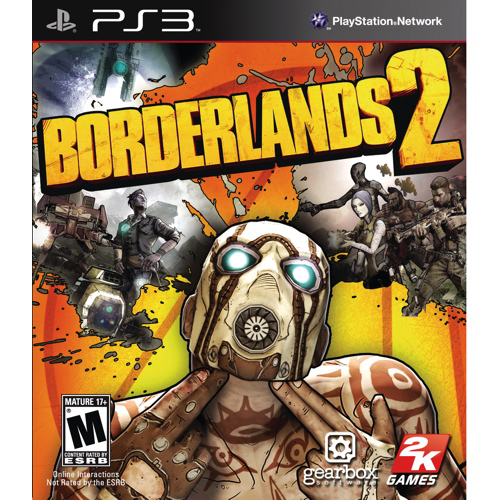 PS3
PlayStation®Network
BORDERLANDS 2
MATURE 17+
M
CONTENT RATED BY
ESRB
Online Interactions
Not Rated by the ESRB
gearbox
software
2K
GAMES